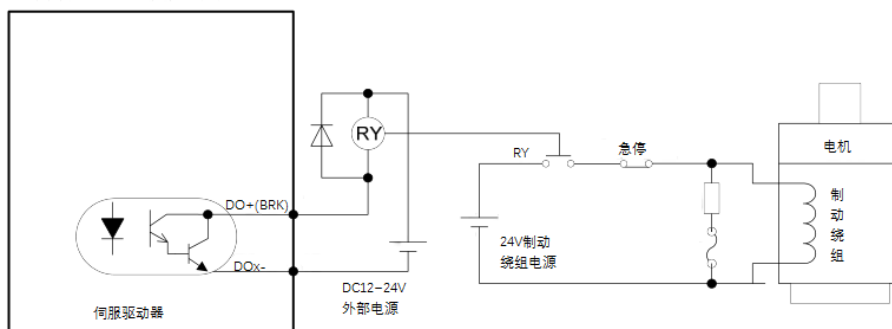 RY
RY
急停
电机
DO+(BRK)
制
动
绕
组
24V制动
绕组电源
DOx-
DC12-24V
外部电源
伺服驱动器